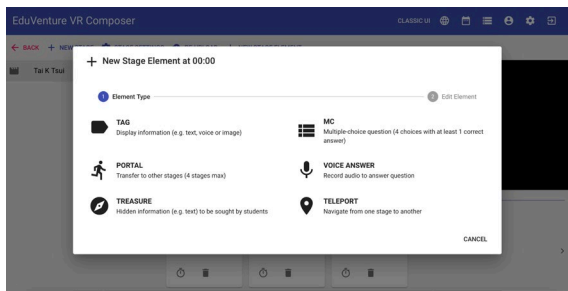 EduVenture VR Composer
CLASSIC UI
BACK
NEW
Tai K Tsui
New Stage Element at 00:00
1 Element Type
2 Edit Element
TAG
Display information (e.g. text, voice or image)
MC
Multiple-choice question (4 choices with at least 1 correct
answer)
PORTAL
Transfer to other stages (4 stages max)
VOICE ANSWER
Record audio to answer question
TREASURE
Hidden information (e.g. text) to be sought by students
TELEPORT
Navigate from one stage to another
CANCEL